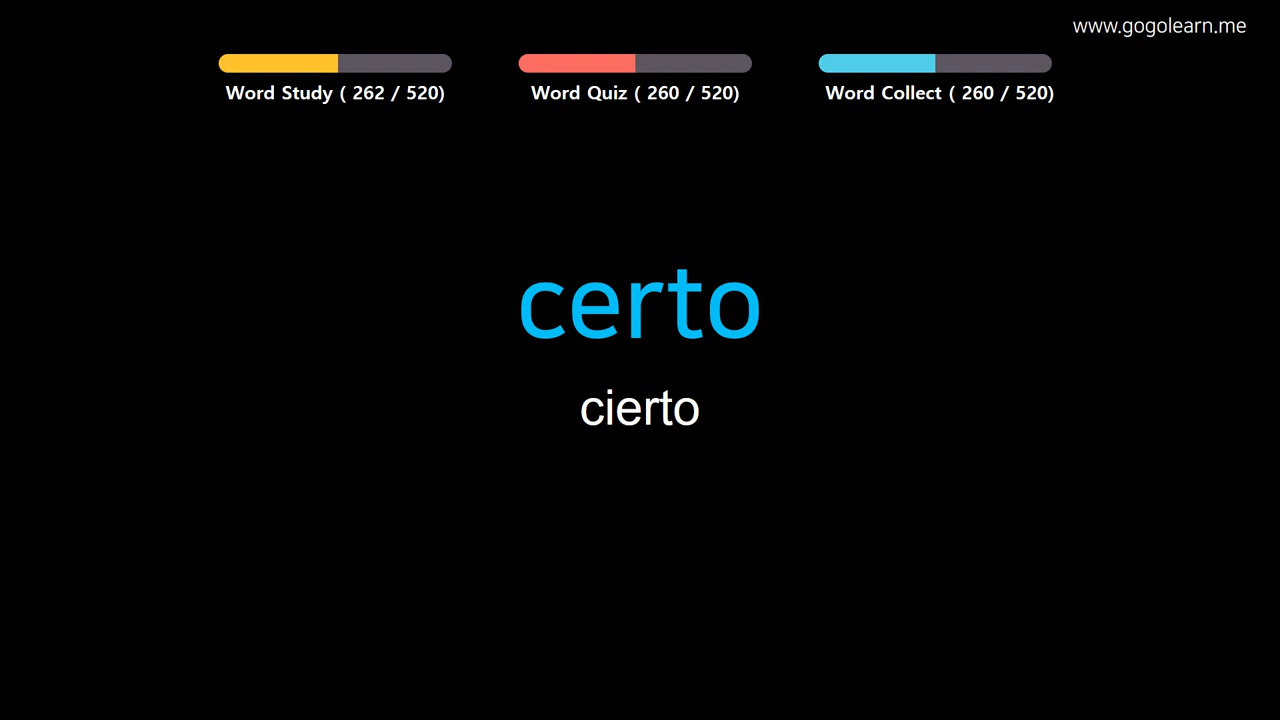 www.gogolearn.me
Word Study ( 262 / 520)
Word Quiz ( 260 / 520)
Word Collect ( 260 / 520)
certo
cierto